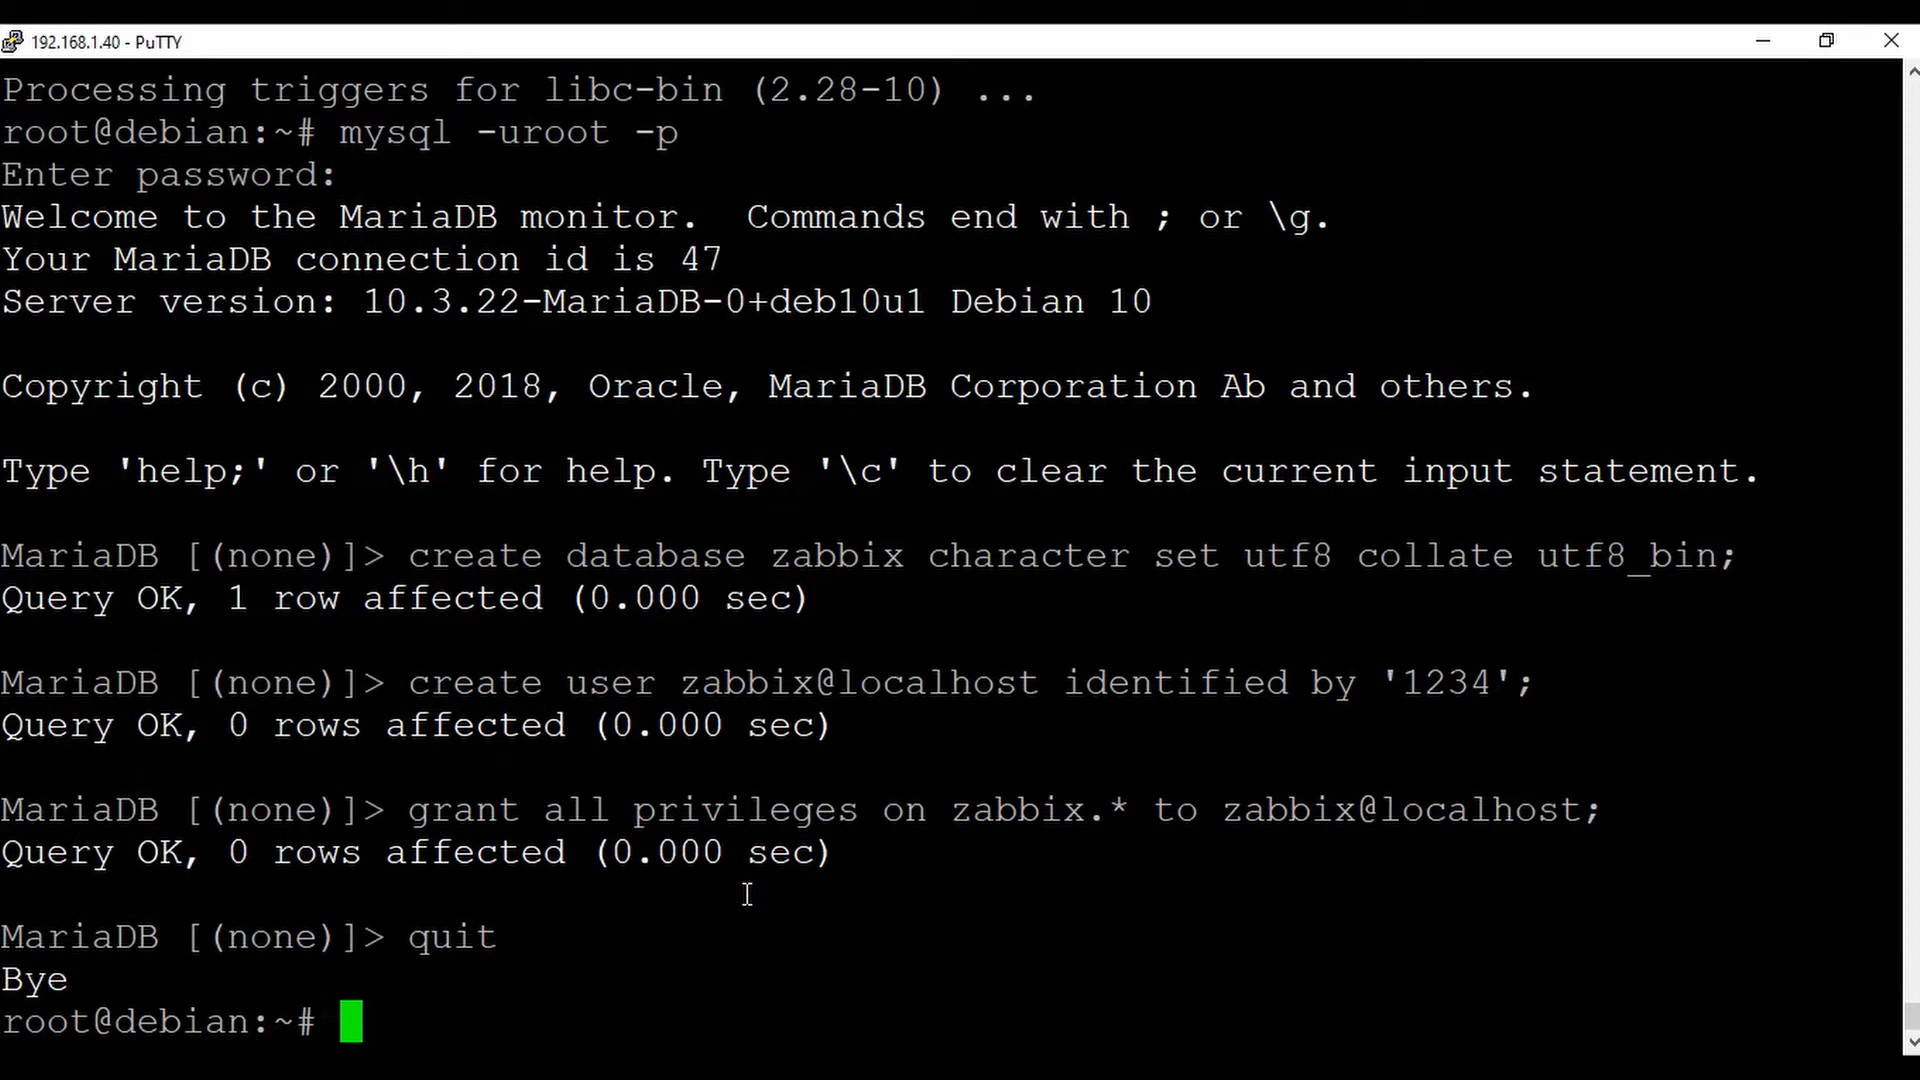 192.168.1.40 - PuTTY
Processing triggers for libc-bin (2.28-10) ...
root@debian:~# mysql -uroot -p
Enter password:
Welcome to the MariaDB monitor.  Commands end with ; or \g.
Your MariaDB connection id is 47
Server version: 10.3.22-MariaDB-0+deb10u1 Debian 10
Copyright (c) 2000, 2018, Oracle, MariaDB Corporation Ab and others.
Type 'help;' or '\h' for help. Type '\c' to clear the current input statement.
MariaDB [(none)]> create database zabbix character set utf8 collate utf8_bin;
Query OK, 1 row affected (0.000 sec)
MariaDB [(none)]> create user zabbix@localhost identified by '1234';
Query OK, 0 rows affected (0.000 sec)
MariaDB [(none)]> grant all privileges on zabbix.* to zabbix@localhost;
Query OK, 0 rows affected (0.000 sec)
MariaDB [(none)]> quit
Bye
root@debian:~#